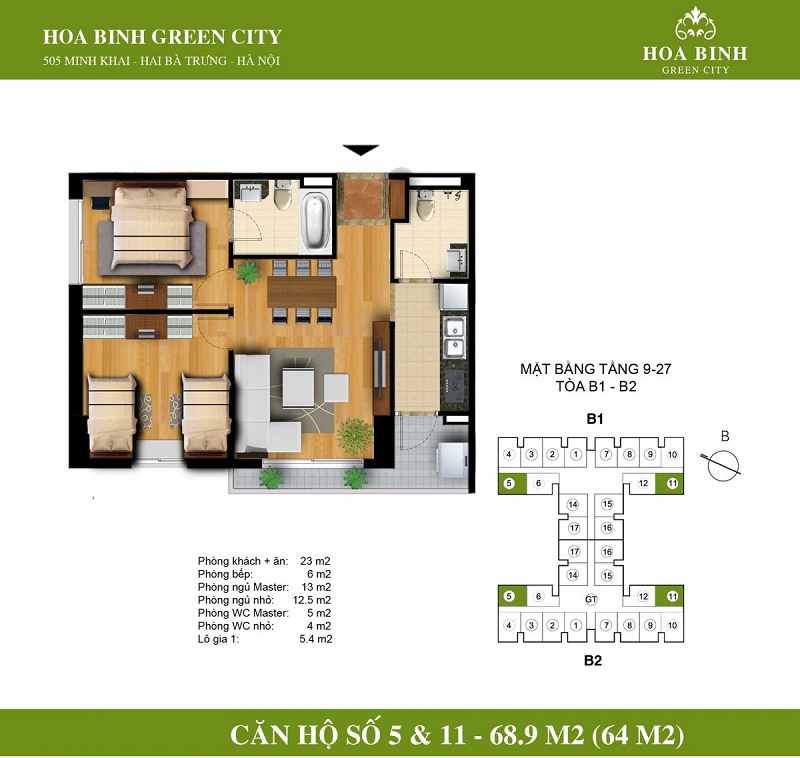 HOA BINH GREEN CITY
505 MINH KHAI - HAI BÀ TRƯNG - HÀ NỘI
HOA BINH
GREEN CITY
MẶT BẰNG TẦNG 9-27
TÒA B1 - B2
B1
B
4 3 2 1 7 8 9 10
5 6 12 11
14 15
17 16
17 16
14 15
5 6 GT 12 11
4 3 2 1 7 8 9 10
B2
Phòng khách + ăn: 23 m2
Phòng bếp: 6 m2
Phòng ngủ Master: 13 m2
Phòng ngủ nhỏ: 12.5 m2
Phòng WC Master: 5 m2
Phòng WC nhỏ: 4 m2
Lô gia 1: 5.4 m2
CĂN HỘ SỐ 5 & 11 - 68.9 M2 (64 M2)